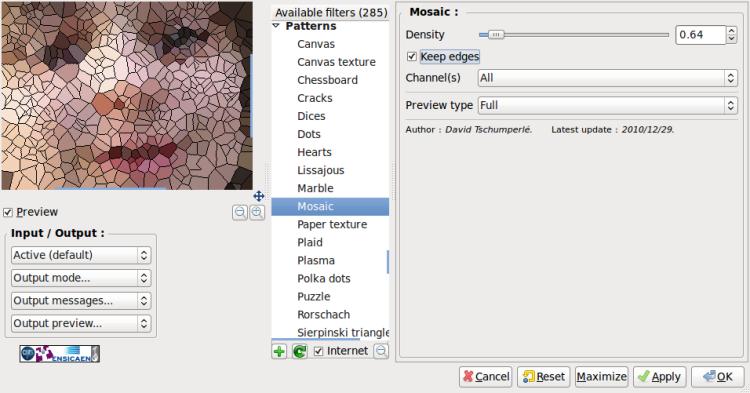 Available filters (285)
Patterns
Canvas
Canvas texture
Chessboard
Cracks
Dices
Dots
Hearts
Lissajous
Marble
Mosaic
Paper texture
Plaid
Plasma
Polka dots
Puzzle
Rorschach
Sierpinski triangle
Internet
Preview
Input / Output :
Active (default)
Output mode...
Output messages...
Output preview...
ENSICAEN
Mosaic :
Density 0.64
Keep edges
Channel(s) All
Preview type Full
Author : David Tschumperlé. Latest update : 2010/12/29.
Cancel Reset Maximize Apply OK